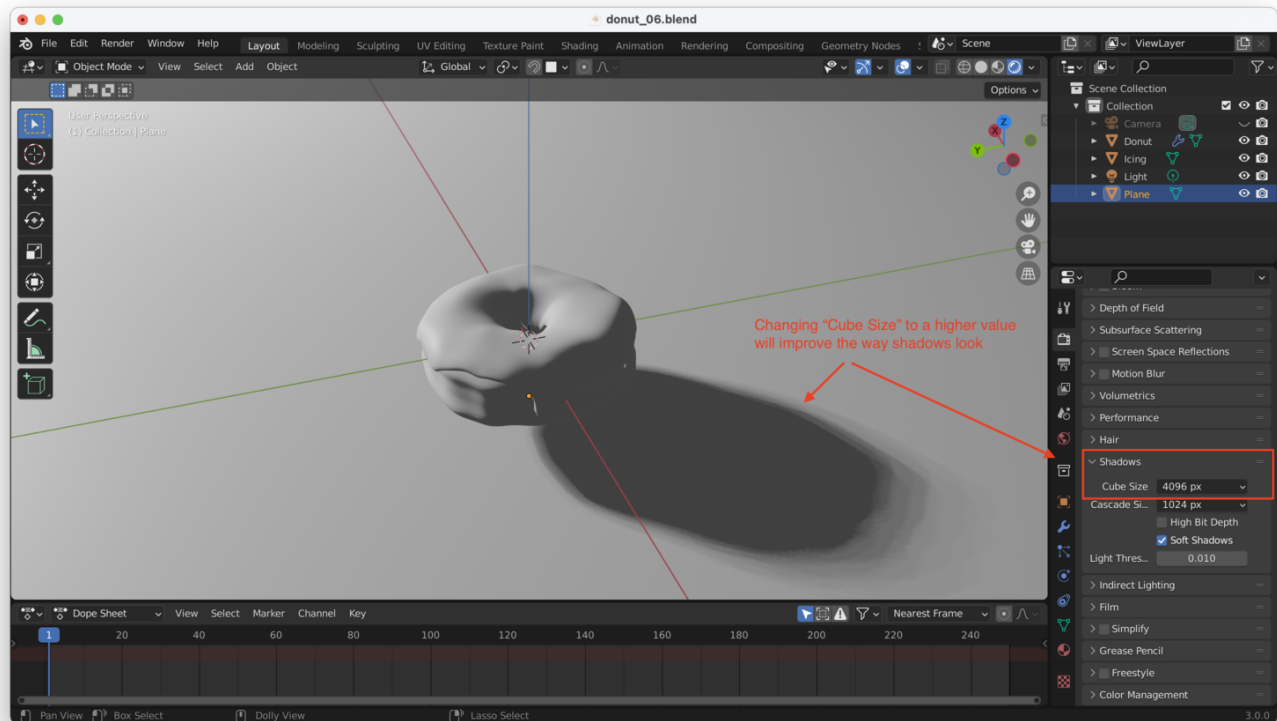 donut_06.blend
File Edit Render Window Help Layout Modeling Sculpting UV Editing Texture Paint Shading Animation Rendering Compositing Geometry Nodes Scene ViewLayer
Object Mode View Select Add Object Global
Options
User Perspective
(1) Collection | Plane
Z
X
Y
Scene Collection
Collection
Camera
Donut
Icing
Light
Plane
Changing “Cube Size” to a higher value
will improve the way shadows look
Depth of Field
Subsurface Scattering
Screen Space Reflections
Motion Blur
Volumetrics
Performance
Hair
Shadows
Cube Size 4096 px
Cascade Si... 1024 px
High Bit Depth
Soft Shadows
Light Thres... 0.010
Indirect Lighting
Film
Simplify
Grease Pencil
Freestyle
Color Management
Dope Sheet View Select Marker Channel Key Nearest Frame
1 20 40 60 80 100 120 140 160 180 200 220 240
Pan View Box Select Dolly View Lasso Select 3.0.0